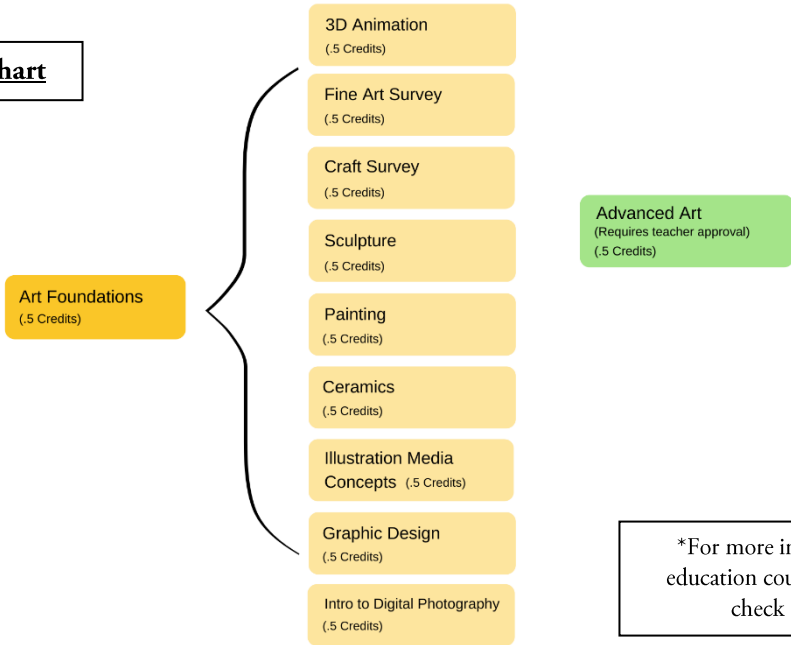 hart
3D Animation
(.5 Credits)
Fine Art Survey
(.5 Credits)
Craft Survey
(.5 Credits)
Sculpture
(.5 Credits)
Painting
(.5 Credits)
Ceramics
(.5 Credits)
Illustration Media
Concepts (.5 Credits)
Graphic Design
(.5 Credits)
Intro to Digital Photography
(.5 Credits)
Art Foundations
(.5 Credits)
Advanced Art
(Requires teacher approval)
(.5 Credits)
*For more
education
check